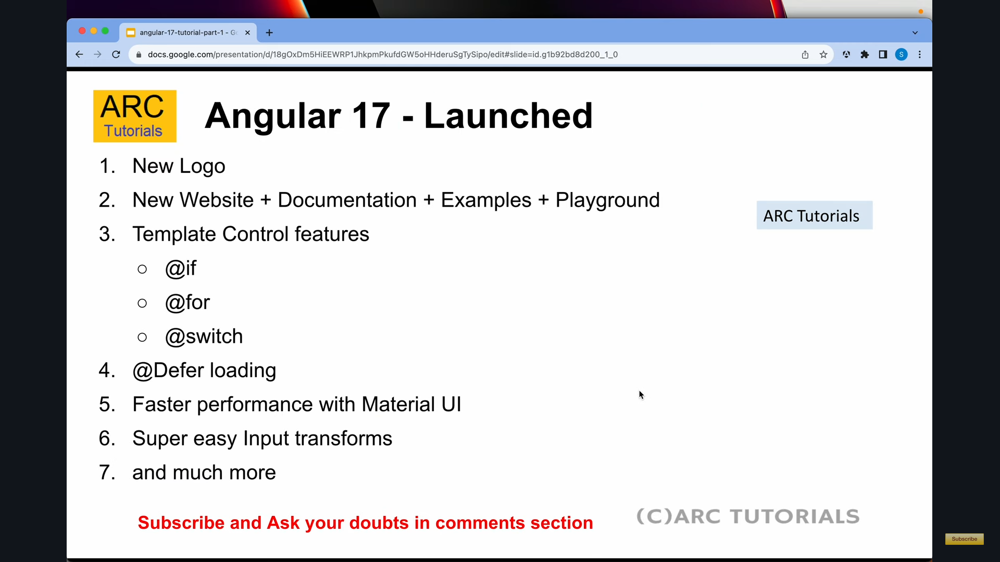 angular-17-tutorial-part-1 - G
docs.google.com/presentation/d/18gOxDm5HiEEWRP1JhkpmPkufdGW5oHHderuSgTySipo/edit#slide=id.g1b92bd8d200_1_0
S
ARC
Tutorials
Angular 17 - Launched
1. New Logo
2. New Website + Documentation + Examples + Playground
ARC Tutorials
3. Template Control features
○ @if
○ @for
○ @switch
4. @Defer loading
5. Faster performance with Material UI
6. Super easy Input transforms
7. and much more
Subscribe and Ask your doubts in comments section
(C)ARC TUTORIALS
Subscribe